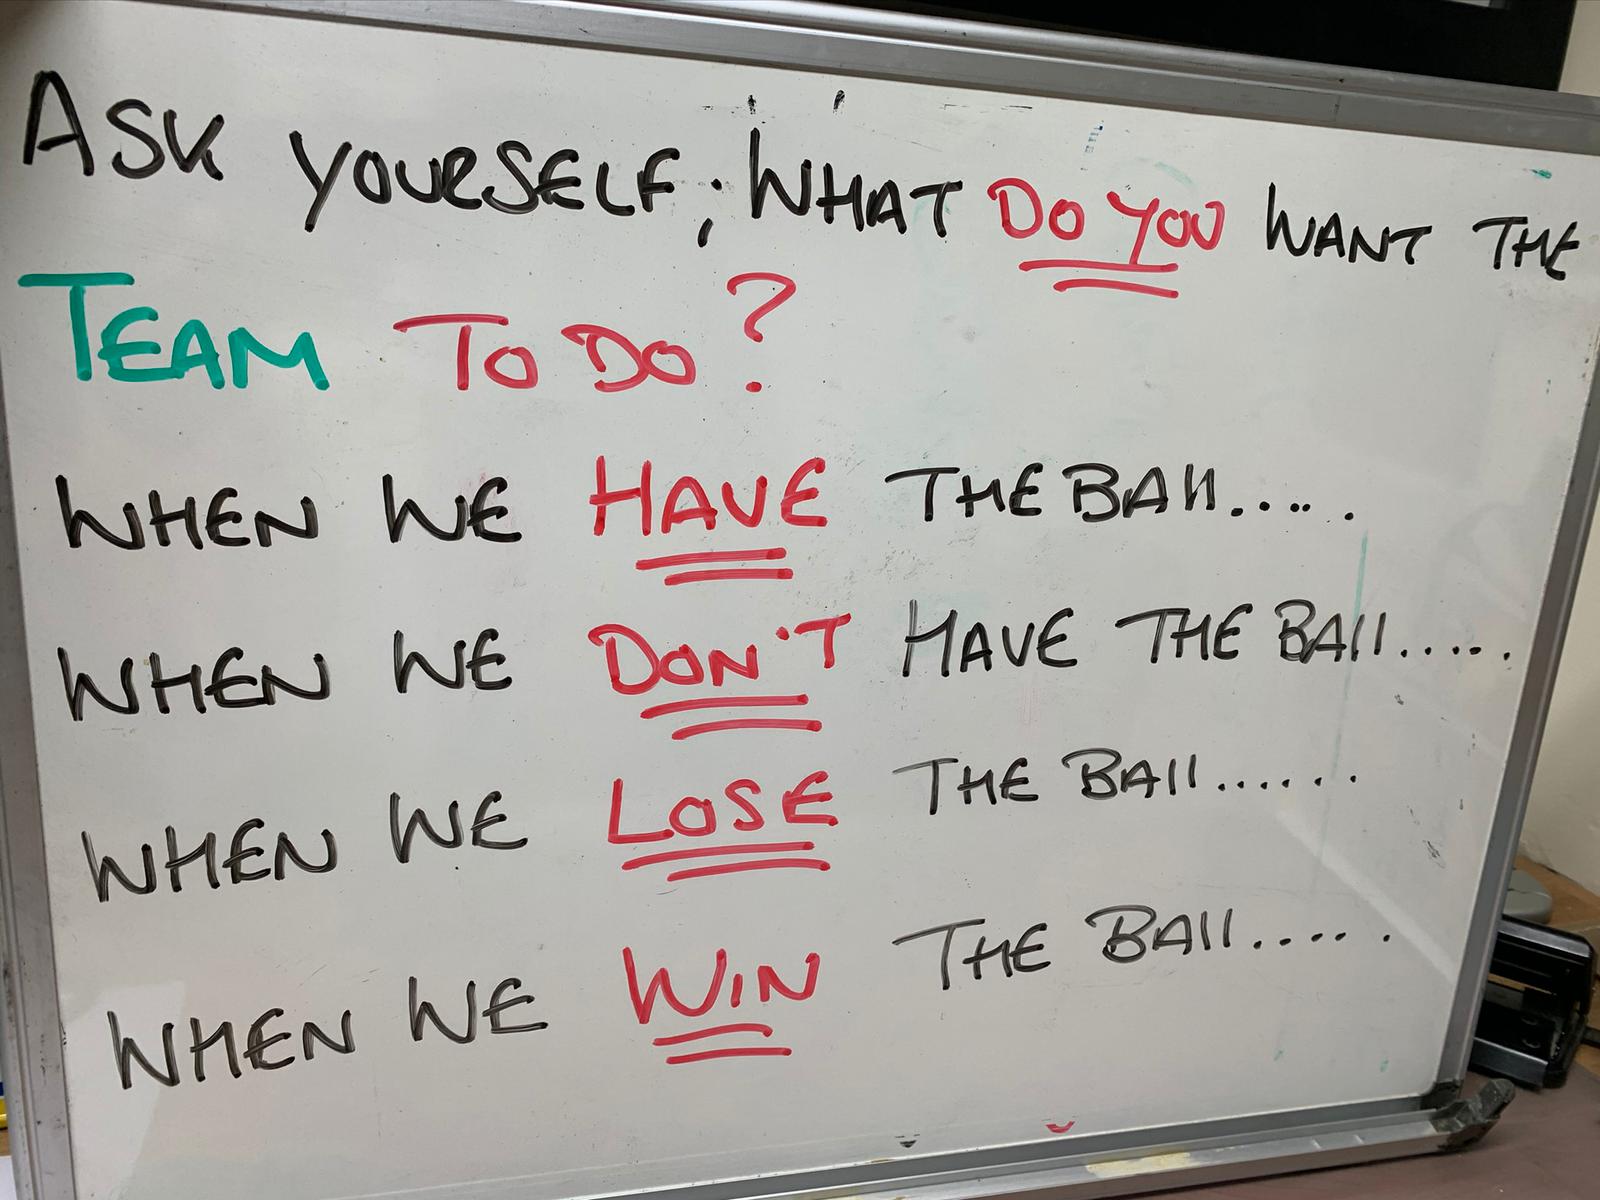 ASK YOURSELF; WHAT DO YOU WANT THE
TEAM TO DO?
WHEN WE HAVE THE BAll.....
WHEN WE DON'T HAVE THE BAll.....
WHEN WE LOSE THE BAll......
WHEN WE WIN THE BAll.....